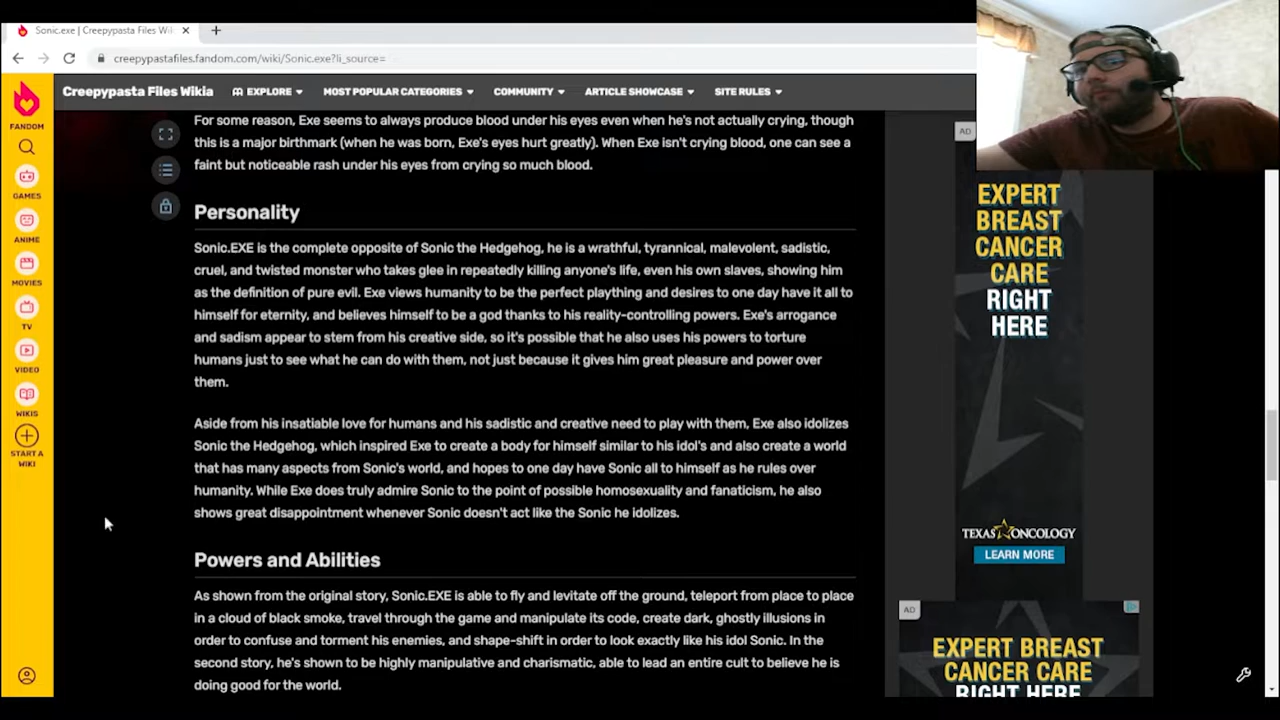 Sonic.exe | Creepypasta Files Wiki
creepypastafiles.fandom.com/wiki/Sonic.exe?li_source=
FANDOM
GAMES
ANIME
MOVIES
TV
VIDEO
WIKIS
START A
WIKI
Creepypasta Files Wikia
EXPLORE
MOST POPULAR CATEGORIES
COMMUNITY
ARTICLE SHOWCASE
SITE RULES
For some reason, Exe seems to always produce blood under his eyes even when he's not actually crying, though
this is a major birthmark (when he was born, Exe's eyes hurt greatly). When Exe isn't crying blood, one can see a
faint but noticeable rash under his eyes from crying so much blood.
Personality
Sonic.EXE is the complete opposite of Sonic the Hedgehog, he is a wrathful, tyrannical, malevolent, sadistic,
cruel, and twisted monster who takes glee in repeatedly killing anyone's life, even his own slaves, showing him
as the definition of pure evil. Exe views humanity to be the perfect plaything and desires to one day have it all to
himself for eternity, and believes himself to be a god thanks to his reality-controlling powers. Exe's arrogance
and sadism appear to stem from his creative side, so it's possible that he also uses his powers to torture
humans just to see what he can do with them, not just because it gives him great pleasure and power over
them.
Aside from his insatiable love for humans and his sadistic and creative need to play with them, Exe also idolizes
Sonic the Hedgehog, which inspired Exe to create a body for himself similar to his idol's and also create a world
that has many aspects from Sonic's world, and hopes to one day have Sonic all to himself as he rules over
humanity. While Exe does truly admire Sonic to the point of possible homosexuality and fanaticism, he also
shows great disappointment whenever Sonic doesn't act like the Sonic he idolizes.
Powers and Abilities
As shown from the original story, Sonic.EXE is able to fly and levitate off the ground, teleport from place to place
in a cloud of black smoke, travel through the game and manipulate its code, create dark, ghostly illusions in
order to confuse and torment his enemies, and shape-shift in order to look exactly like his idol Sonic. In the
second story, he's shown to be highly manipulative and charismatic, able to lead an entire cult to believe he is
doing good for the world.
AD
EXPERT
BREAST
CANCER
CARE
RIGHT
HERE
TEXAS ONCOLOGY
LEARN MORE
AD
EXPERT BREAST
CANCER CARE
RIGHT HERE